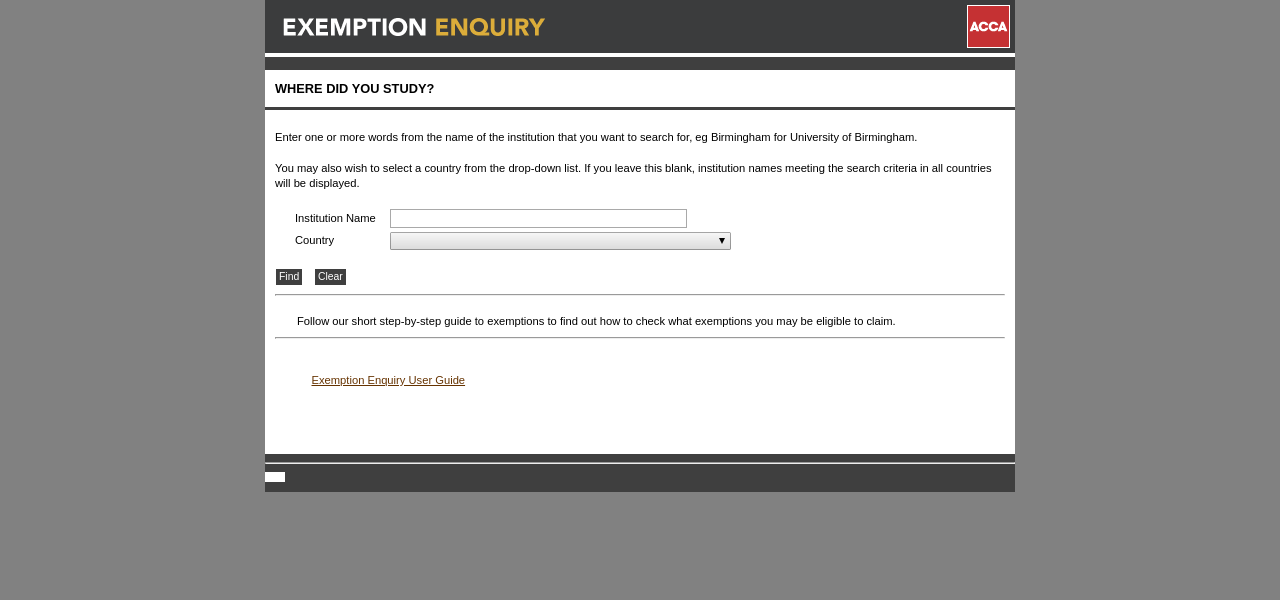 EXEMPTION ENQUIRY
ACCA
WHERE DID YOU STUDY?
Enter one or more words from the name of the institution that you want to search for, eg Birmingham for University of Birmingham.
You may also wish to select a country from the drop-down list. If you leave this blank, institution names meeting the search criteria in all countries
will be displayed.
Institution Name
Country
Find Clear
Follow our short step-by-step guide to exemptions to find out how to check what exemptions you may be eligible to claim.
Exemption Enquiry User Guide